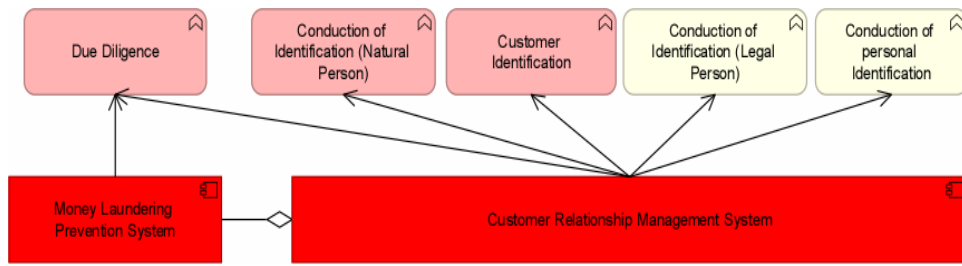 Due Diligence
Conduction of
Identification (Natural
Person)
Customer
Identification
Conduction of
Identification (Legal
Person)
Conduction of
personal
Identification
Money Laundering
Prevention System
Customer Relationship Management System